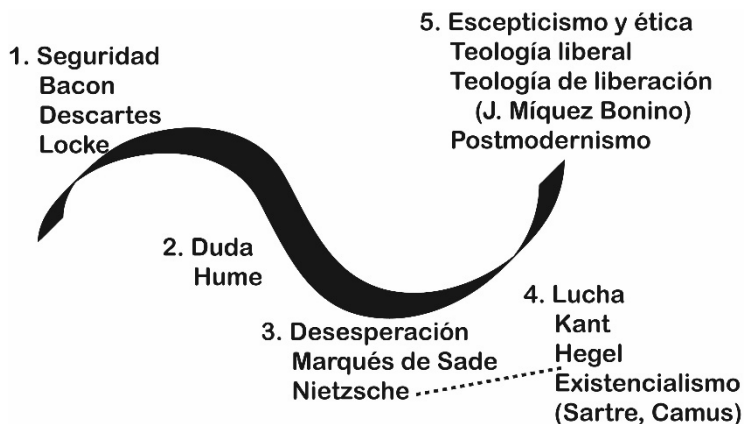 1. Seguridad
Bacon
Descartes
Locke
2. Duda
Hume
3. Desesperación
Marqués de Sade
Nietzsche
4. Lucha
Kant
Hegel
Existencialismo
(Sartre, Camus)
5. Escepticismo y ética
Teología liberal
Teología de liberación
(J. Míquez Bonino)
Postmodernismo